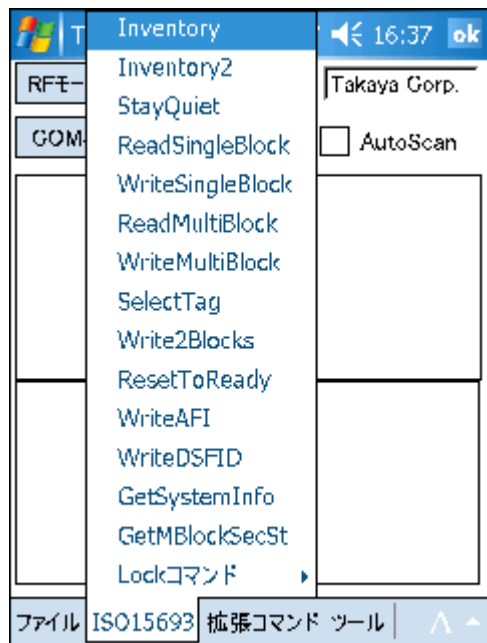 T
16:37
ok
RFモー
Takaya Corp.
COM
AutoScan
Inventory
Inventory2
StayQuiet
ReadSingleBlock
WriteSingleBlock
ReadMultiBlock
WriteMultiBlock
SelectTag
Write2Blocks
ResetToReady
WriteAFI
WriteDSFID
GetSystemInfo
GetMBlockSecSt
Lockコマンド
ファイル ISO15693 拡張コマンド ツール